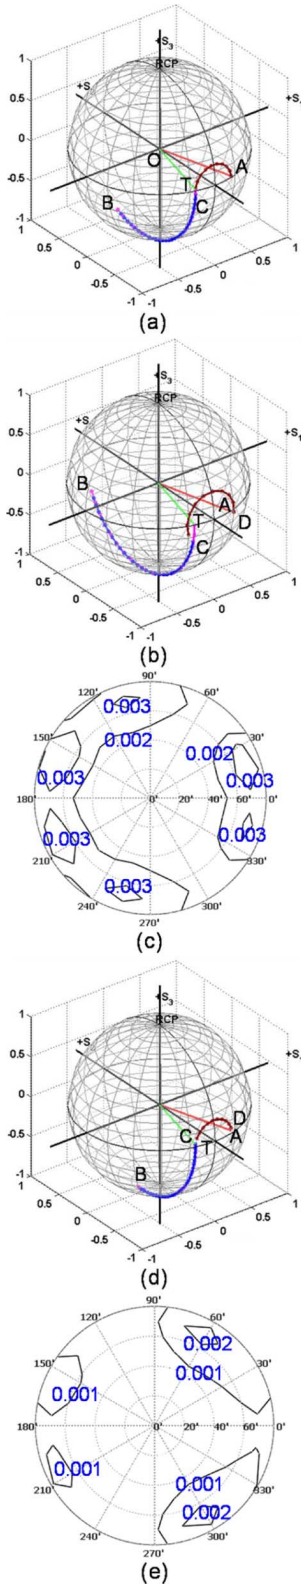 +S₃
RCP
+S
+S
1
0.5
0
-0.5
-1
O
A
T
B
C
1
0.5
0
-0.5
-1
-1
-0.5
0
0.5
1
(a)
+S₃
RCP
+S
+S₁
1
0.5
0
-0.5
-1
B
A
T
D
C
1
0.5
0
-0.5
-1
-1
-0.5
0
0.5
1
(b)
90'
120'
60'
0.003
150'
30'
0.002
0.002
0.003
0.003
180'
0'
20'
40'
60'
0'
0.003
0.003
210'
330'
0.003
240'
300'
270'
(c)
+S₃
RCP
+S
+S
1
0.5
0
-0.5
-1
D
C
T
A
B
1
0.5
0
-0.5
-1
-1
-0.5
0
0.5
1
(d)
90'
120'
60'
0.002
150'
30'
0.001
0.001
180'
0'
20'
40'
60'
0'
0.001
0.001
210'
330'
0.002
240'
300'
270'
(e)